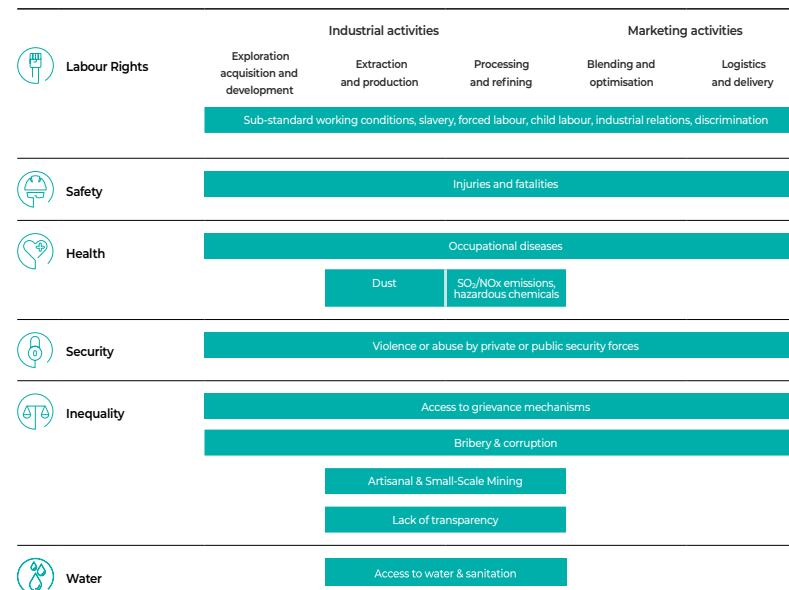 Industrial activities
Marketing activities
Labour Rights
Exploration
acquisition and
development
Extraction
and production
Processing
and refining
Blending and
optimisation
Logistics
and delivery
Sub-standard working conditions, slavery, forced labour, child labour, industrial relations, discrimination
Safety
Injuries and fatalities
Health
Occupational diseases
Dust
SO₂/NOx emissions,
hazardous chemicals
Security
Violence or abuse by private or public security forces
Inequality
Access to grievance mechanisms
Bribery & corruption
Artisanal & Small-Scale Mining
Lack of transparency
Water
Access to water & sanitation